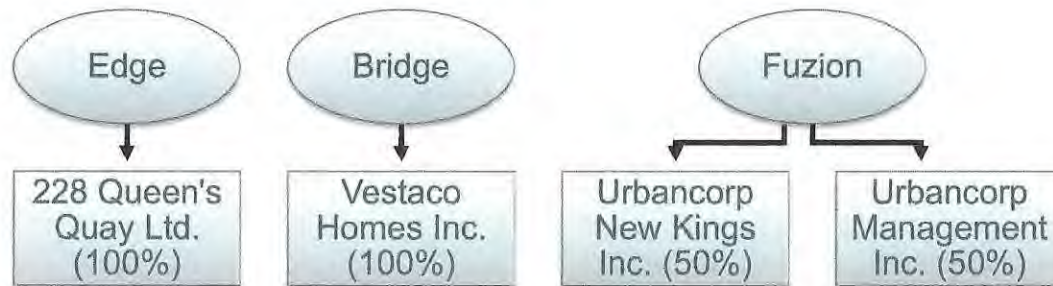 Edge
Bridge
Fuzion
228 Queen's
Quay Ltd.
(100%)
Vestaco
Homes Inc.
(100%)
Urbancorp
New Kings
Inc. (50%)
Urbancorp
Management
Inc. (50%)